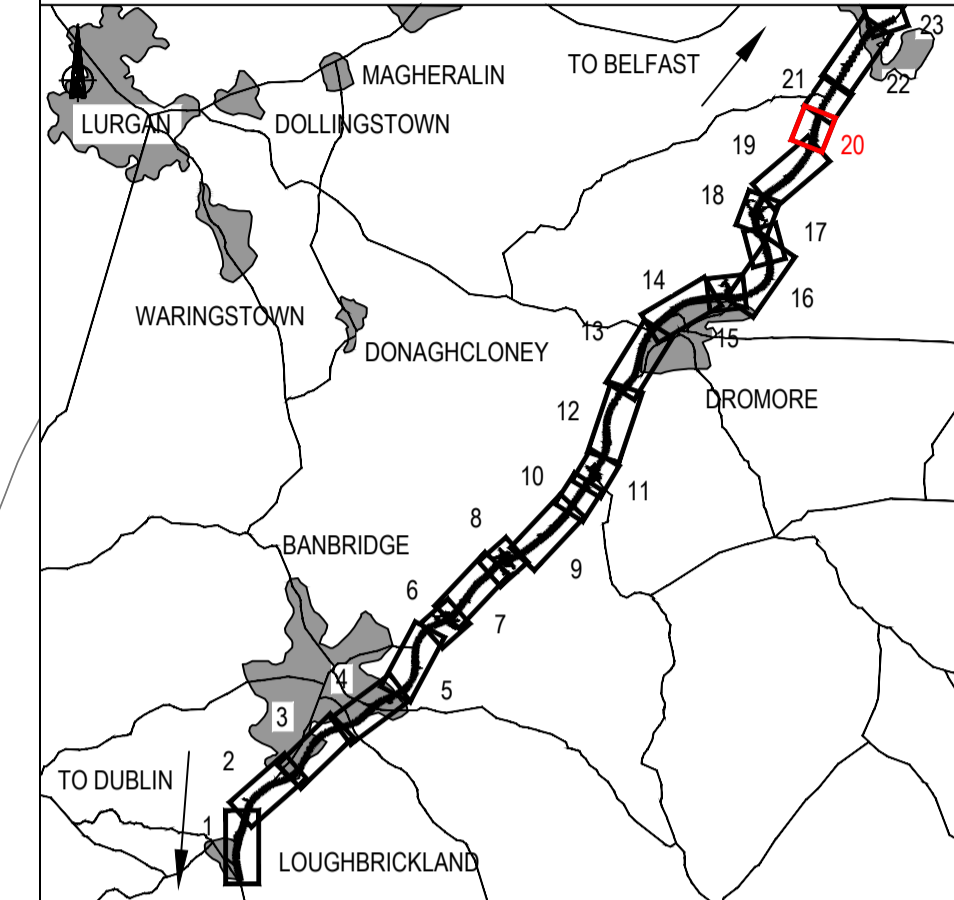 23
TO BELFAST
MAGHERALIN
21
22
LURGAN
DOLLINGSTOWN
19
20
18
17
14
16
WARINGSTOWN
13
15
DONAGHCLONEY
DROMORE
12
10
11
8
BANBRIDGE
9
6
7
4
5
3
2
TO DUBLIN
1
LOUGHBRICKLAND